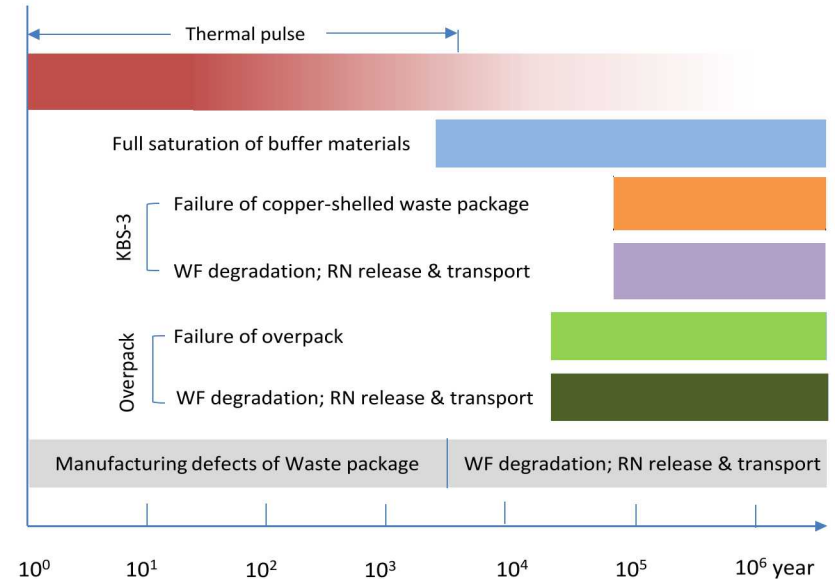 Thermal pulse
Full saturation of buffer materials
KBS-3
Failure of copper-shelled waste package
WF degradation; RN release & transport
Overpack
Failure of overpack
WF degradation; RN release & transport
Manufacturing defects of Waste package
WF degradation; RN release & transport
10⁰ 10¹ 10² 10³ 10⁴ 10⁵ 10⁶ year